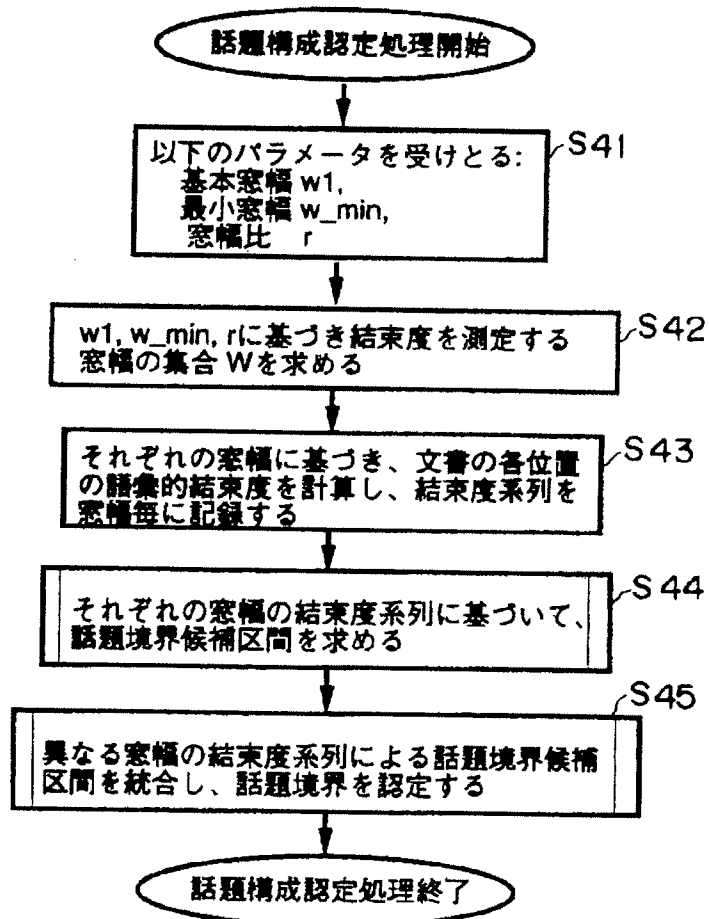 話題構成認定処理開始
以下のパラメータを受けとる:
S41
基本窓幅 w1,
最小窓幅 w_min,
窓幅比 r
w1, w_min, rに基づき結束度を測定する
S42
窓幅の集合 Wを求める
それぞれの窓幅に基づき、文書の各位置
S43
の語彙的結束度を計算し、結束度系列を
窓幅毎に記録する
S44
それぞれの窓幅の結束度系列に基づいて、
話題境界候補区間を求める
S45
異なる窓幅の結束度系列による話題境界候補
区間を統合し、話題境界を認定する
話題構成認定処理終了